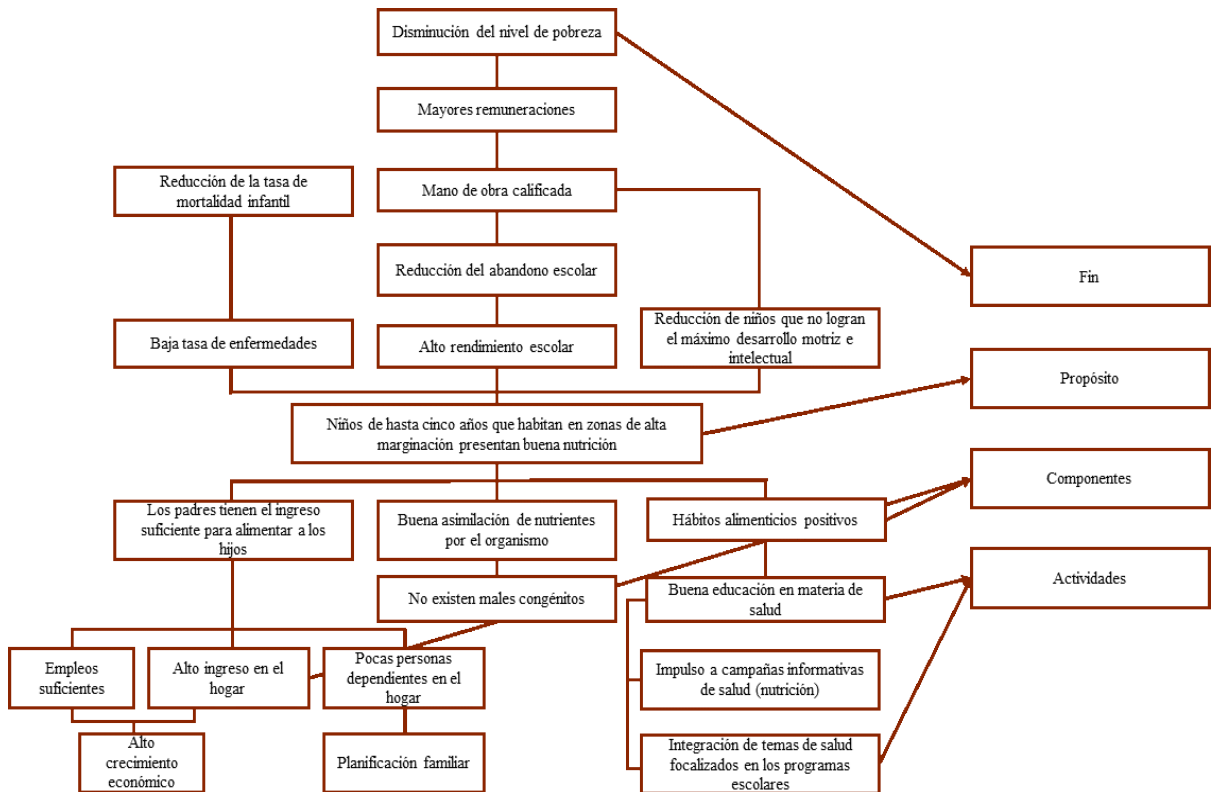 Disminución del nivel de pobreza
Mayores remuneraciones
Reducción de la tasa de
mortalidad infantil
Mano de obra calificada
Reducción del abandono escolar
Fin
Baja tasa de enfermedades
Alto rendimiento escolar
Reducción de niños que no logran
el máximo desarrollo motriz e
intelectual
Propósito
Niños de hasta cinco años que habitan en zonas de alta
marginación presentan buena nutrición
Componentes
Los padres tienen el ingreso
suficiente para alimentar a los
hijos
Buena asimilación de nutrientes
por el organismo
Hábitos alimenticios positivos
Actividades
No existen males congénitos
Buena educación en materia de
salud
Empleos
suficientes
Alto ingreso en el
hogar
Pocas personas
dependientes en el
hogar
Impulso a campañas informativas
de salud (nutrición)
Alto
crecimiento
económico
Planificación familiar
Integración de temas de salud
focalizados en los programas
escolares